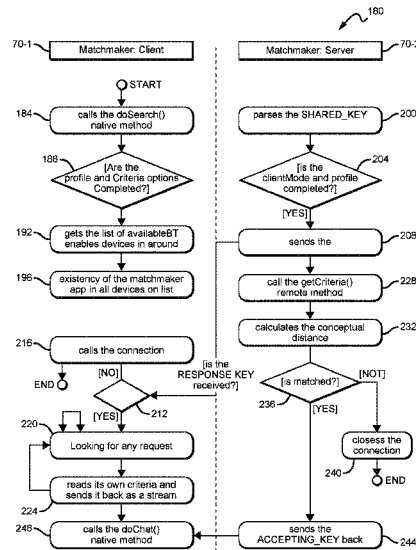 180
70-1
Matchmaker: Client
Matchmaker: Server
START
184
calls the doSearch()
native method
parses the SHARED_KEY
200
188
[Are the
profile and Criteria options
Completed?]
204
[is the
clientMode and profile
completed?]
[YES]
192
gets the list of availableBT
enables devices in around
sends the
208
196
existency of the matchmaker
app in all devices on list
call the getCriteria()
remote method
228
calculates the conceptual
distance
232
216
calls the connection
END
[NO]
[is the
RESPONSE KEY
received?]
212
[YES]
[is matched?]
236
[NOT]
[YES]
220
Looking for any request
closess the
connection
240
END
reads its own criteria and
sends it back as a stream
224
248
calls the doChat()
native method
sends the
ACCEPTING_KEY back
244